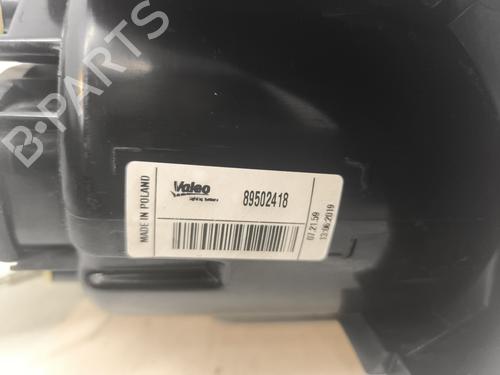 B-PARTS
MADE IN POLAND
Valeo
Lighting Systems
89502418
07.21.59
13.06.2019